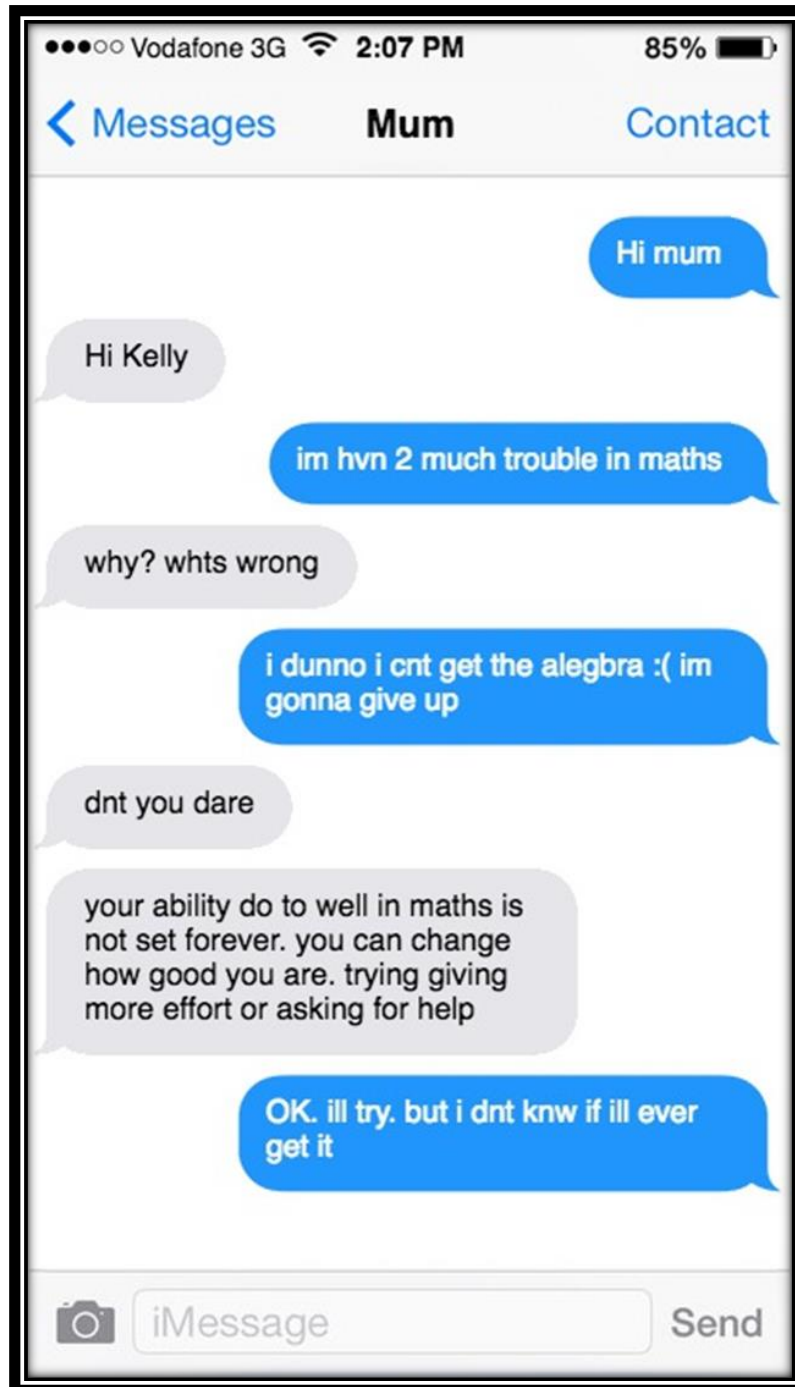 ●●●○○ Vodafone 3G 2:07 PM 85%
Messages Mum Contact
Hi mum
Hi Kelly
im hvn 2 much trouble in maths
why? whts wrong
i dunno i cnt get the alegbra :( im
gonna give up
dnt you dare
your ability do to well in maths is
not set forever. you can change
how good you are. trying giving
more effort or asking for help
OK. ill try. but i dnt knw if ill ever
get it
iMessage Send